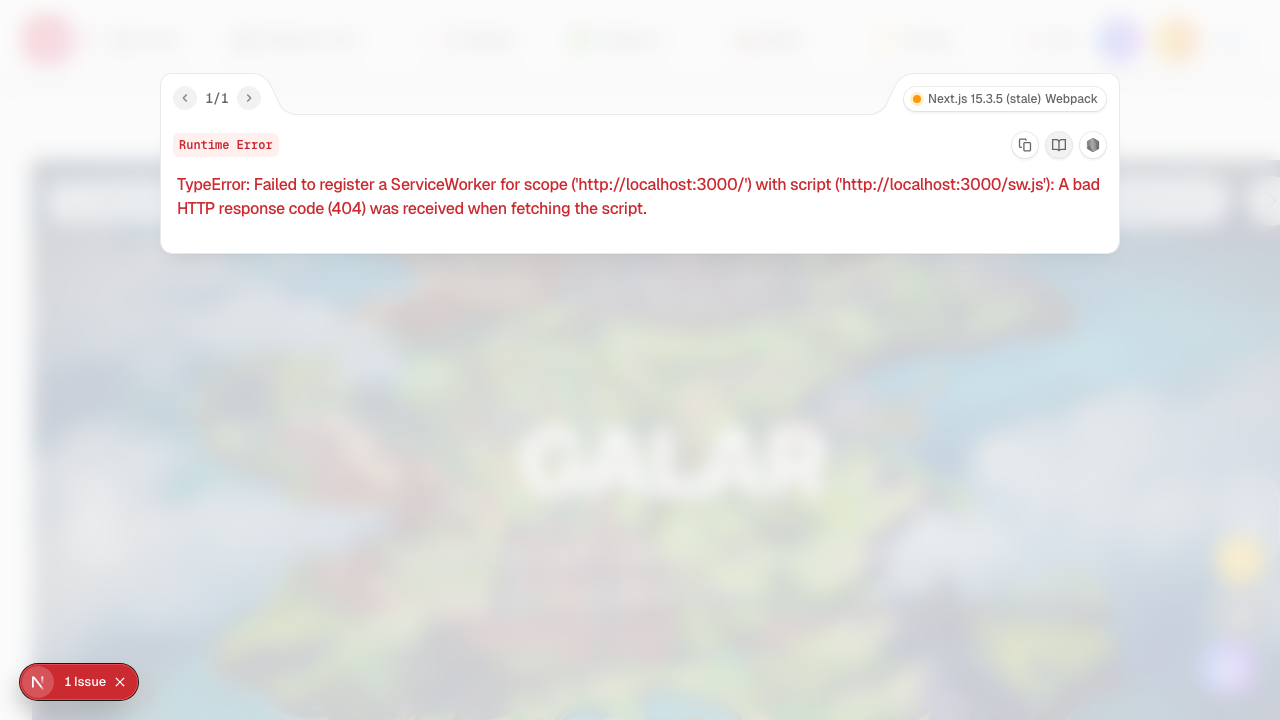 1/1
Next.js 15.3.5 (stale) Webpack
Runtime Error
TypeError: Failed to register a ServiceWorker for scope ('http://localhost:3000/') with script ('http://localhost:3000/sw.js'): A bad
HTTP response code (404) was received when fetching the script.
GALAR
1 Issue